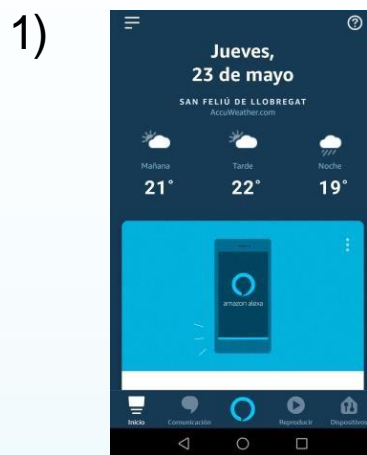 1)
Jueves,
23 de mayo
SAN FELIÚ DE LLOBREGAT
AccuWeather.com
Mañana Tarde Noche
21° 22° 19°
amazon alexa
Inicio Comunicación Reproducir Dispositivos